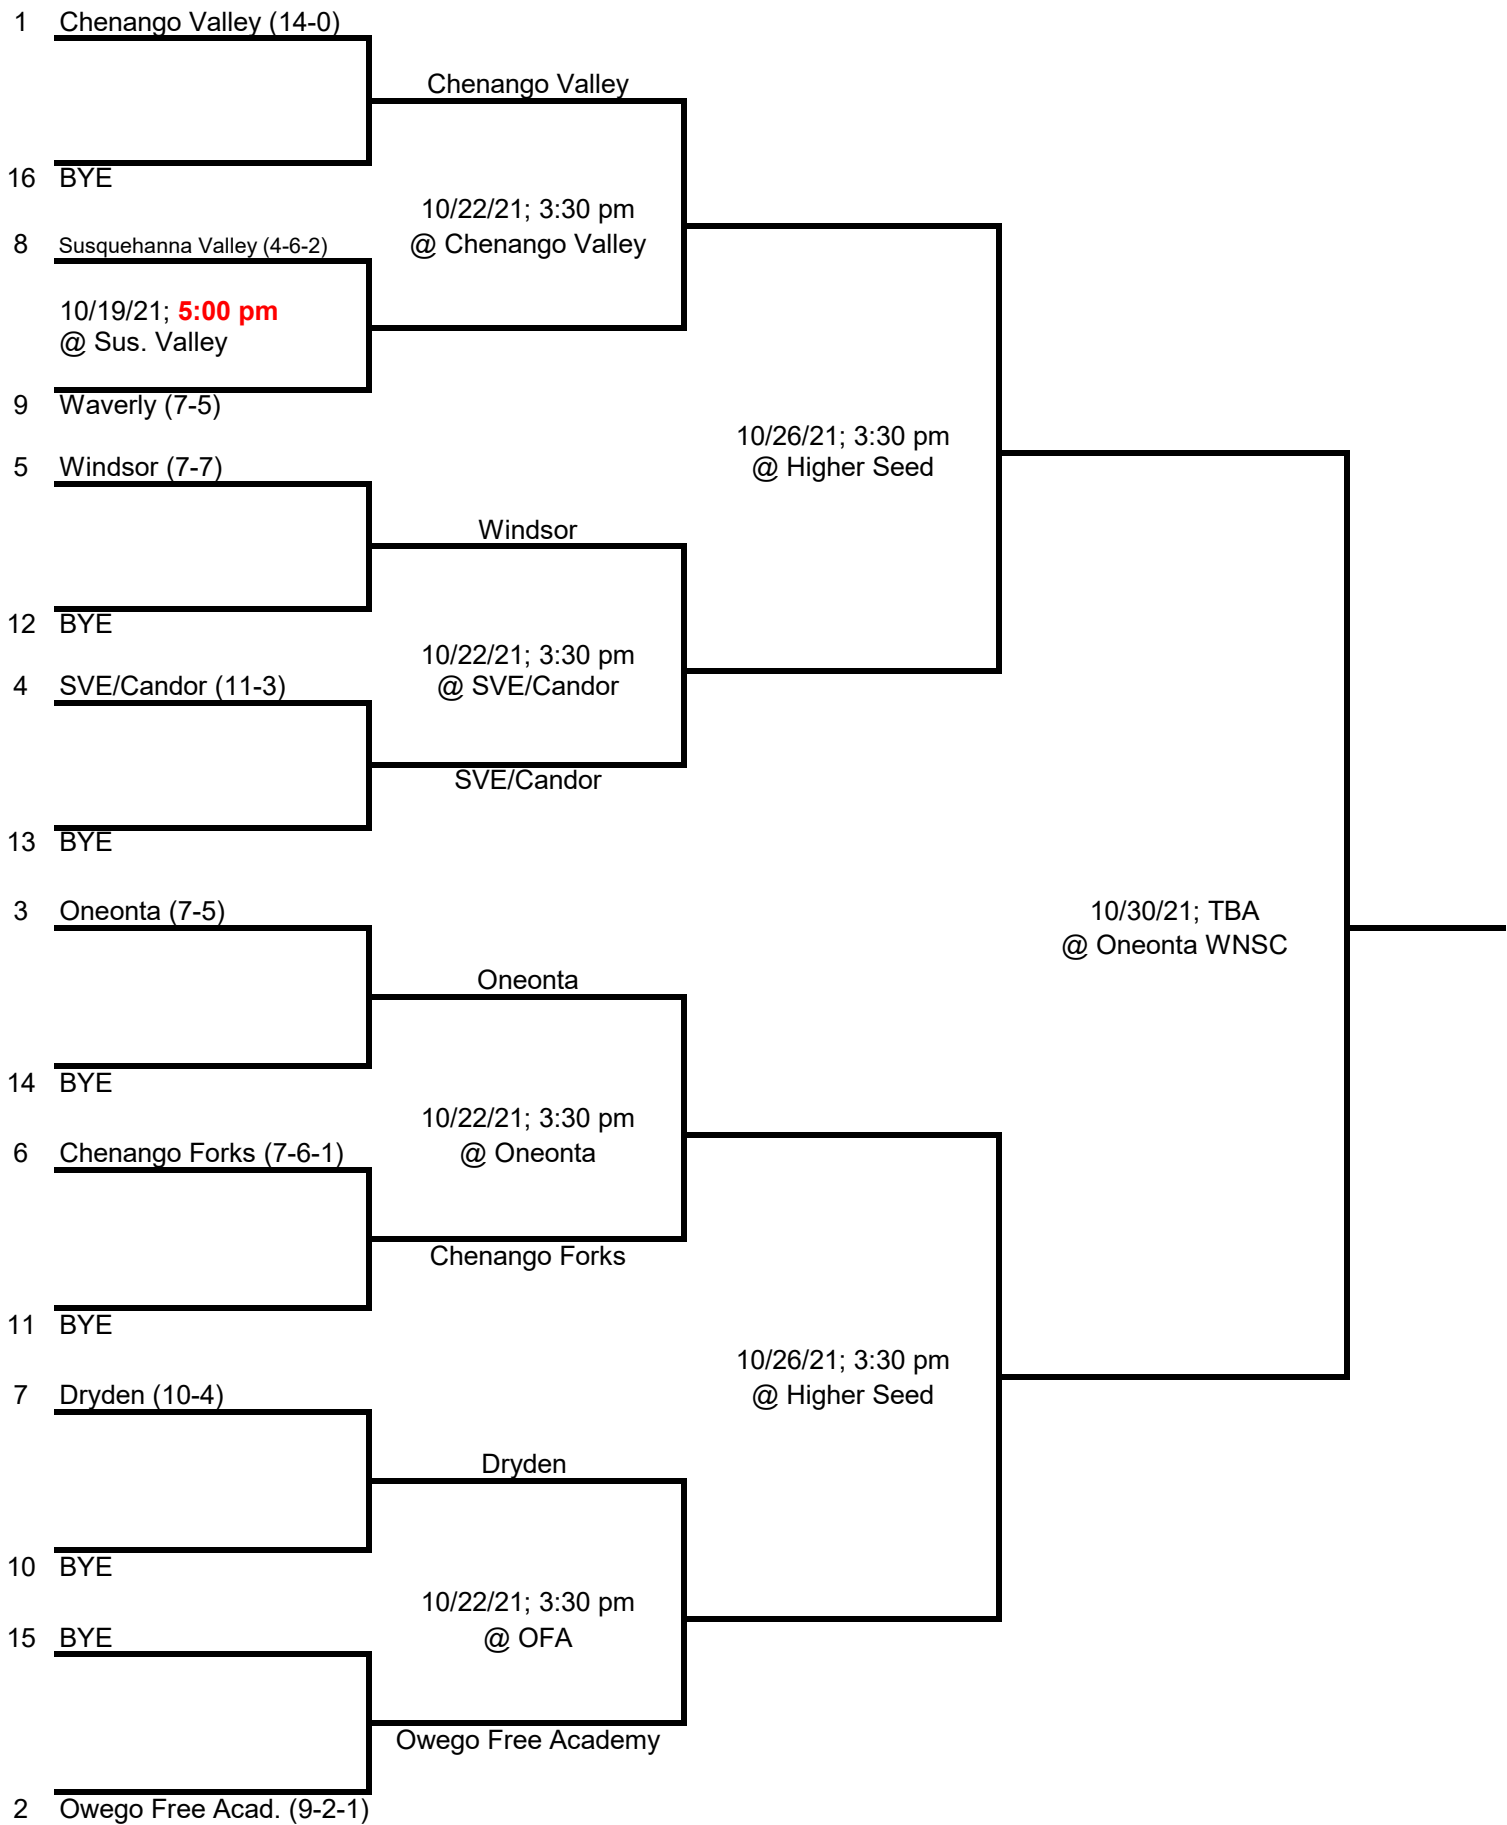 1 Chenango Valley (14-0)
Chenango Valley
16 BYE
10/22/21; 3:30 pm
@ Chenango Valley
8 Susquehanna Valley (4-6-2)
10/19/21; 5:00 pm
@ Sus. Valley
9 Waverly (7-5)
10/26/21; 3:30 pm
@ Higher Seed
5 Windsor (7-7)
Windsor
12 BYE
10/22/21; 3:30 pm
@ SVE/Candor
4 SVE/Candor (11-3)
SVE/Candor
13 BYE
3 Oneonta (7-5)
10/30/21; TBA
@ Oneonta WNSC
Oneonta
14 BYE
10/22/21; 3:30 pm
@ Oneonta
6 Chenango Forks (7-6-1)
Chenango Forks
11 BYE
10/26/21; 3:30 pm
@ Higher Seed
7 Dryden (10-4)
Dryden
10 BYE
10/22/21; 3:30 pm
@ OFA
15 BYE
Owego Free Academy
2 Owego Free Acad. (9-2-1)